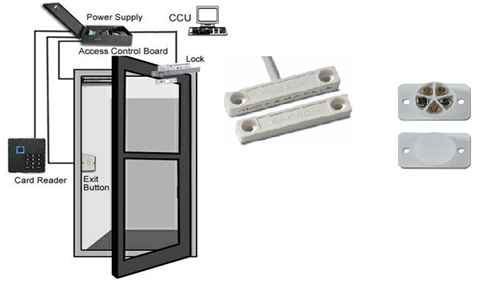 Power Supply
CCU
Access Control Board
Lock
Card Reader
Exit
Button